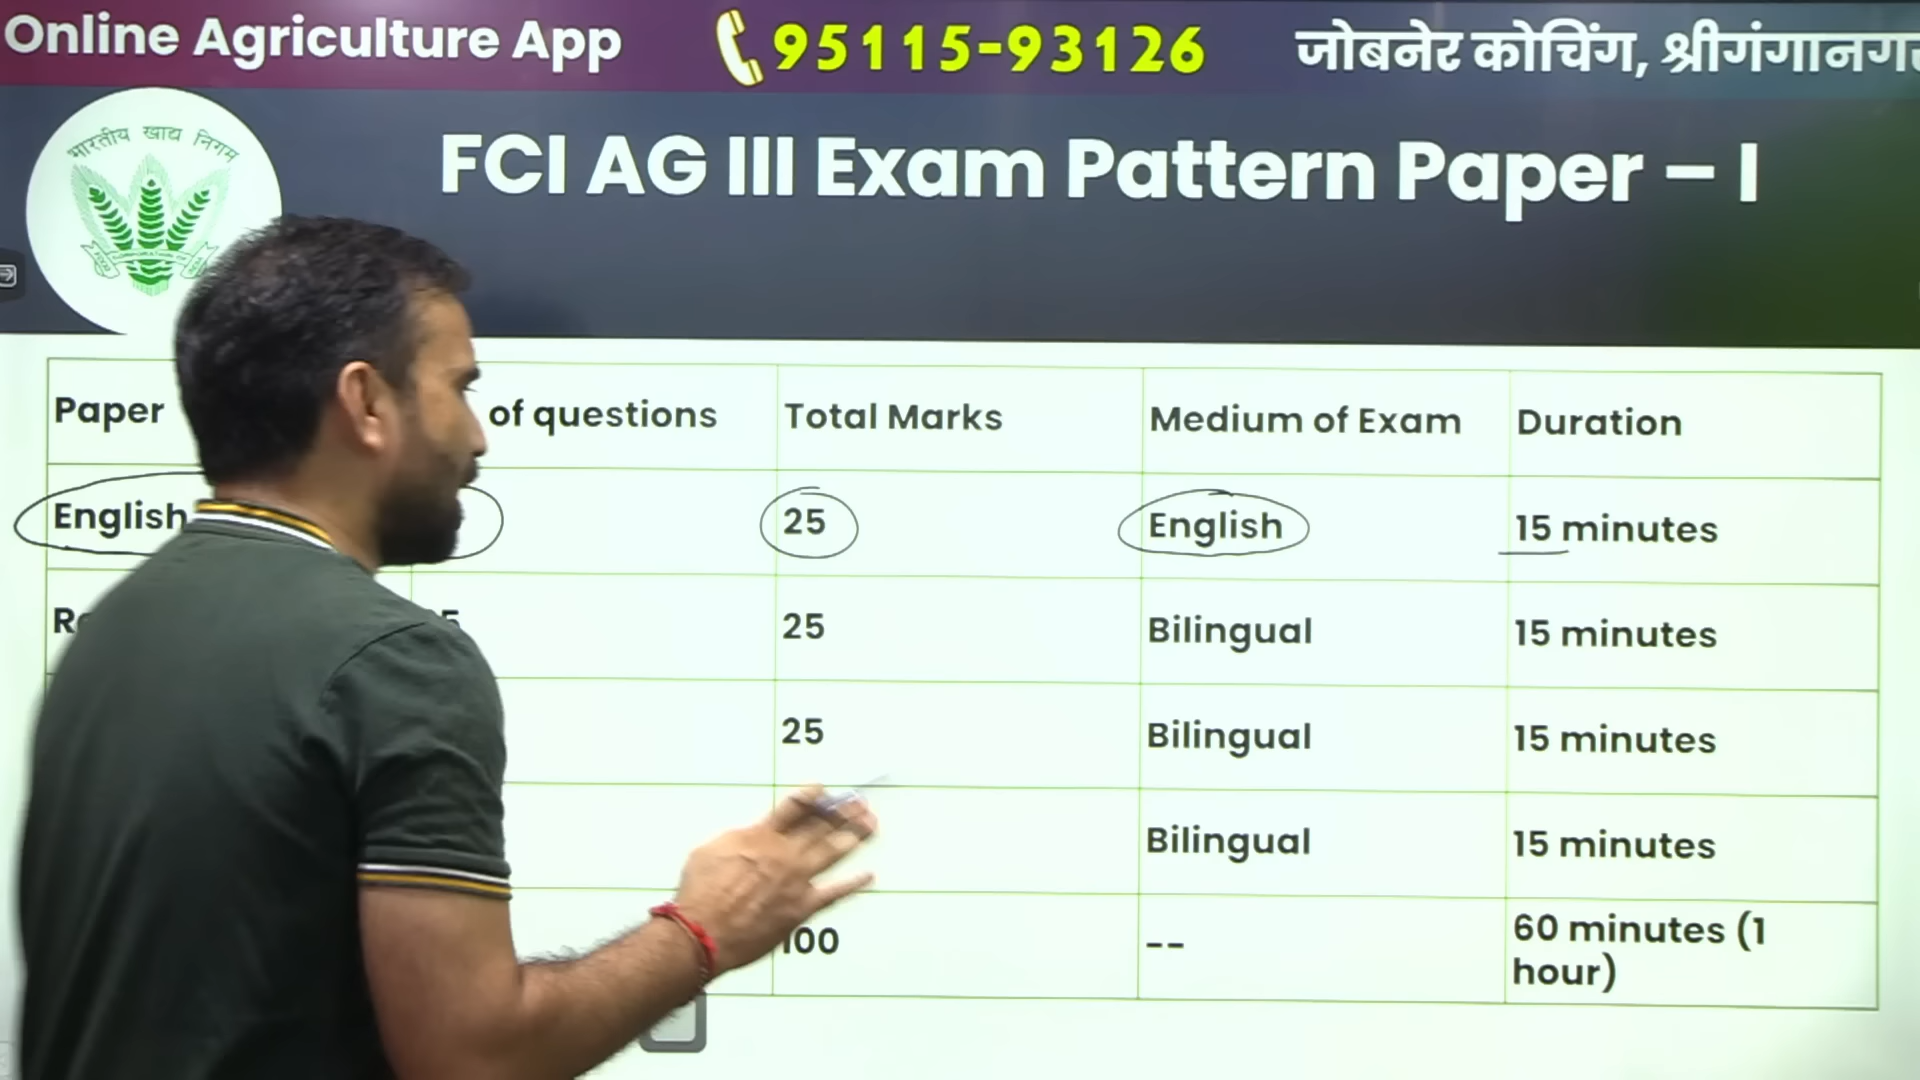 Online Agriculture App 95115-93126 जोबनेर कोचिंग, श्रीगंगानगर
भारतीय खाद्य निगम
FCI AG III Exam Pattern Paper – I
Paper of questions Total Marks Medium of Exam Duration
English 25 English 15 minutes
25 Bilingual 15 minutes
25 Bilingual 15 minutes
Bilingual 15 minutes
100 -- 60 minutes (1
hour)